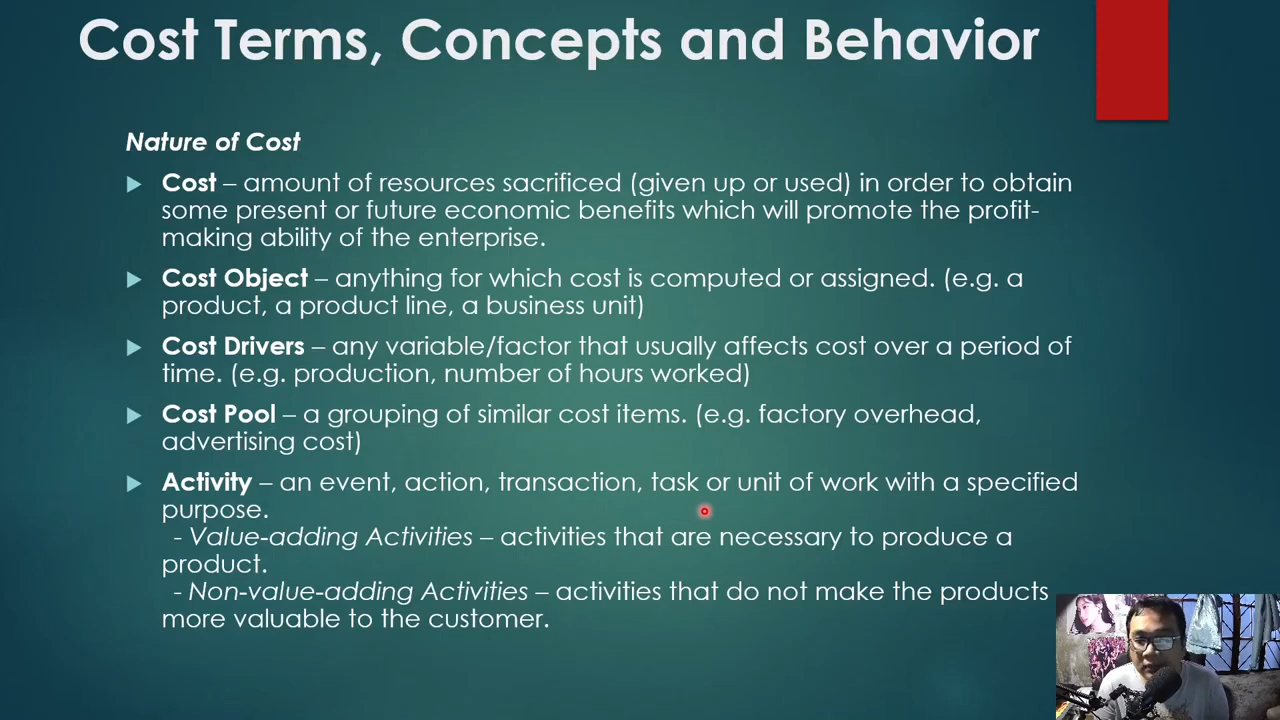 Cost Terms, Concepts and Behavior
Nature of Cost
Cost – amount of resources sacrificed (given up or used) in order to obtain
some present or future economic benefits which will promote the profit-
making ability of the enterprise.
Cost Object – anything for which cost is computed or assigned. (e.g. a
product, a product line, a business unit)
Cost Drivers – any variable/factor that usually affects cost over a period of
time. (e.g. production, number of hours worked)
Cost Pool – a grouping of similar cost items. (e.g. factory overhead,
advertising cost)
Activity – an event, action, transaction, task or unit of work with a specified
purpose.
- Value-adding Activities – activities that are necessary to produce a
product.
- Non-value-adding Activities – activities that do not make the products
more valuable to the customer.